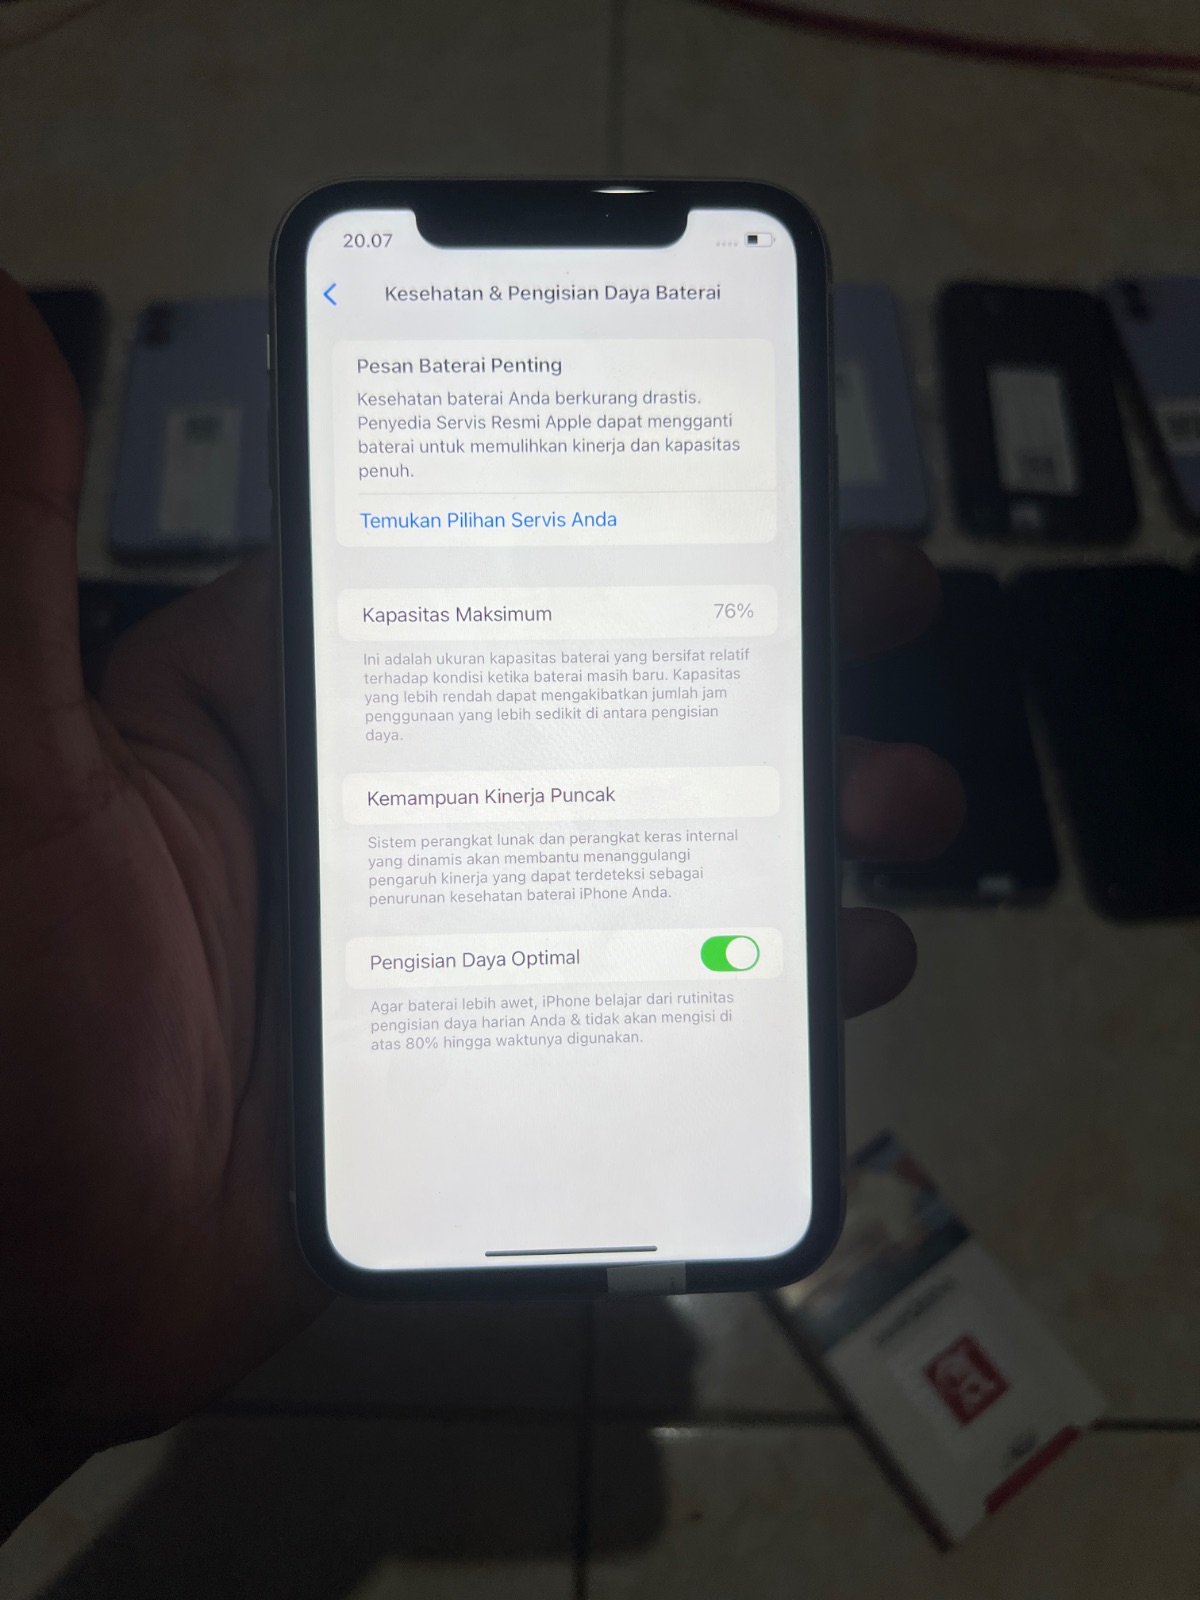 20.07
Kesehatan & Pengisian Daya Baterai
Pesan Baterai Penting
Kesehatan baterai Anda berkurang drastis.
Penyedia Servis Resmi Apple dapat mengganti
baterai untuk memulihkan kinerja dan kapasitas
penuh.
Temukan Pilihan Servis Anda
Kapasitas Maksimum 76%
Ini adalah ukuran kapasitas baterai yang bersifat relatif
terhadap kondisi ketika baterai masih baru. Kapasitas
yang lebih rendah dapat mengakibatkan jumlah jam
penggunaan yang lebih sedikit di antara pengisian
daya.
Kemampuan Kinerja Puncak
Sistem perangkat lunak dan perangkat keras internal
yang dinamis akan membantu menanggulangi
pengaruh kinerja yang dapat terdeteksi sebagai
penurunan kesehatan baterai iPhone Anda.
Pengisian Daya Optimal
Agar baterai lebih awet, iPhone belajar dari rutinitas
pengisian daya harian Anda & tidak akan mengisi di
atas 80% hingga waktunya digunakan.